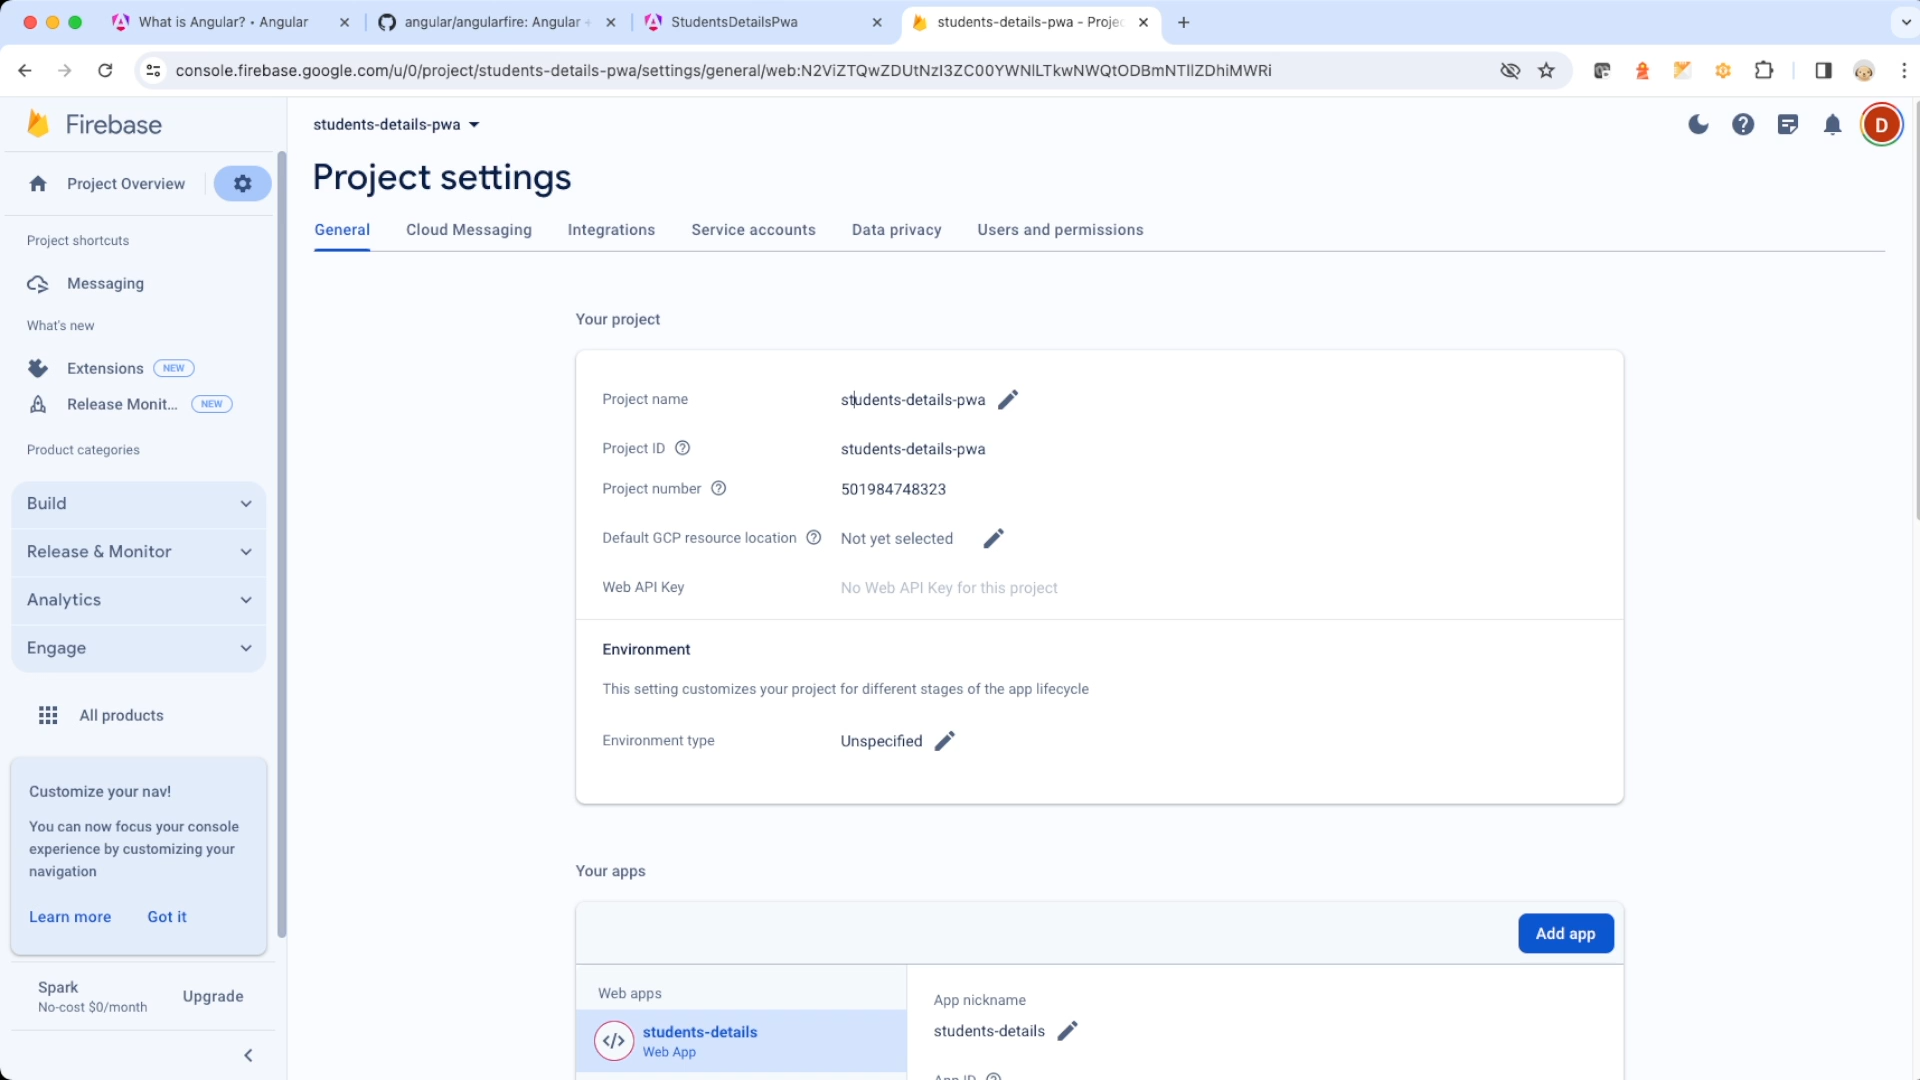 What is Angular? • Angular
angular/angularfire: Angular +
StudentsDetailsPwa
students-details-pwa - Projec
console.firebase.google.com/u/0/project/students-details-pwa/settings/general/web:N2ViZTQwZDUtNzI3ZC00YWNlLTkwNWQtODBmNTllZDhiMWRi
Firebase
students-details-pwa
D
Project Overview
Project settings
General
Cloud Messaging
Integrations
Service accounts
Data privacy
Users and permissions
Project shortcuts
Messaging
What's new
Extensions NEW
Release Monit... NEW
Product categories
Build
Release & Monitor
Analytics
Engage
All products
Customize your nav!
You can now focus your console
experience by customizing your
navigation
Learn more
Got it
Spark
No-cost $0/month
Upgrade
Your project
Project name
students-details-pwa
Project ID
students-details-pwa
Project number
501984748323
Default GCP resource location
Not yet selected
Web API Key
No Web API Key for this project
Environment
This setting customizes your project for different stages of the app lifecycle
Environment type
Unspecified
Your apps
Add app
Web apps
students-details
Web App
App nickname
students-details
App ID